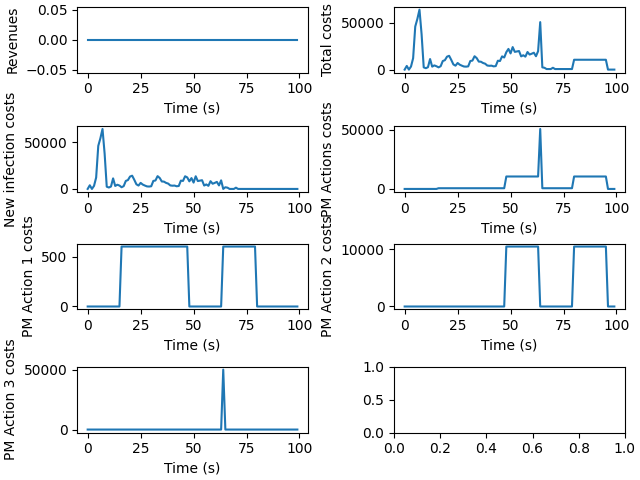 Revenues
0.05
0.00
−0.05
0 25 50 75 100
Time (s)
Total costs
50000
0
0 25 50 75 100
Time (s)
New infection costs
50000
0
0 25 50 75 100
Time (s)
PM Actions costs
50000
0
0 25 50 75 100
Time (s)
PM Action 1 costs
500
0
0 25 50 75 100
Time (s)
PM Action 2 costs
10000
0
0 25 50 75 100
Time (s)
PM Action 3 costs
50000
0
0 25 50 75 100
Time (s)
1.0
0.5
0.0
0.0 0.2 0.4 0.6 0.8 1.0